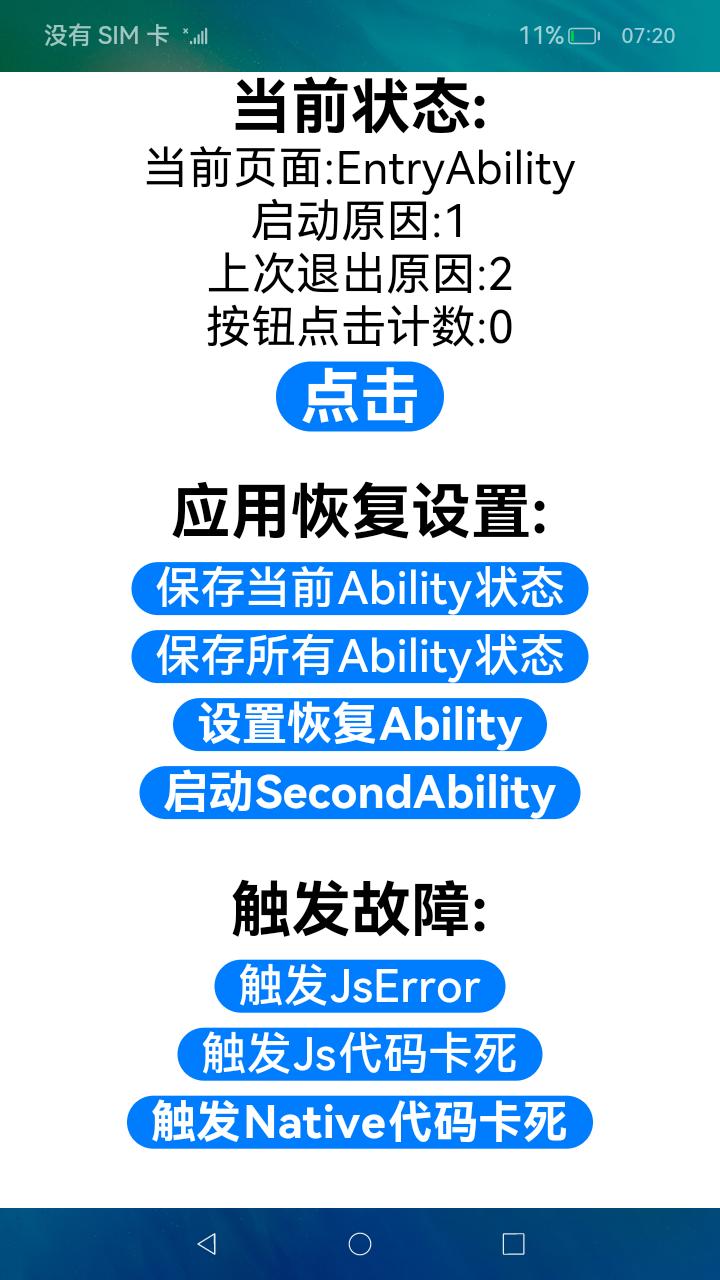 没有 SIM 卡 11% 07:20
当前状态:
当前页面:EntryAbility
启动原因:1
上次退出原因:2
按钮点击计数:0
点击
应用恢复设置:
保存当前Ability状态
保存所有Ability状态
设置恢复Ability
启动SecondAbility
触发故障:
触发JsError
触发Js代码卡死
触发Native代码卡死